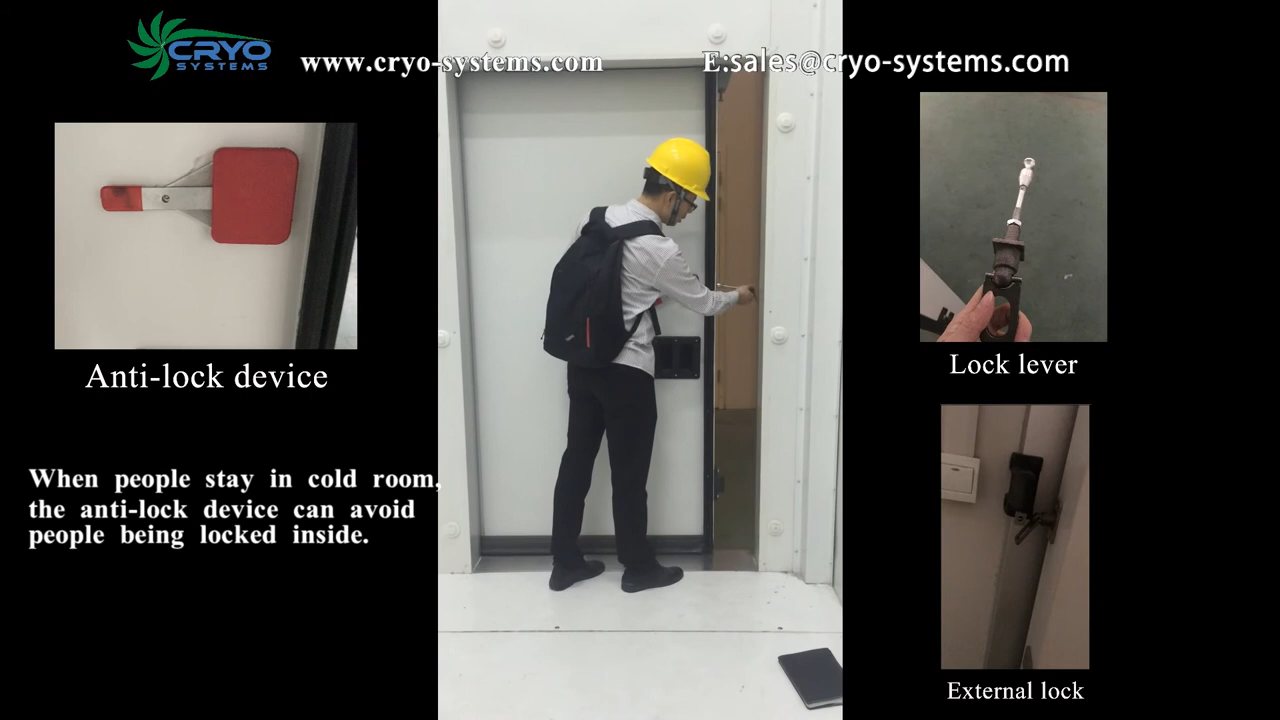 CRYO
SYSTEMS
www.cryo-systems.com
E:sales@cryo-systems.com
Anti-lock device
When people stay in cold room,
the anti-lock device can avoid
people being locked inside.
Lock lever
External lock